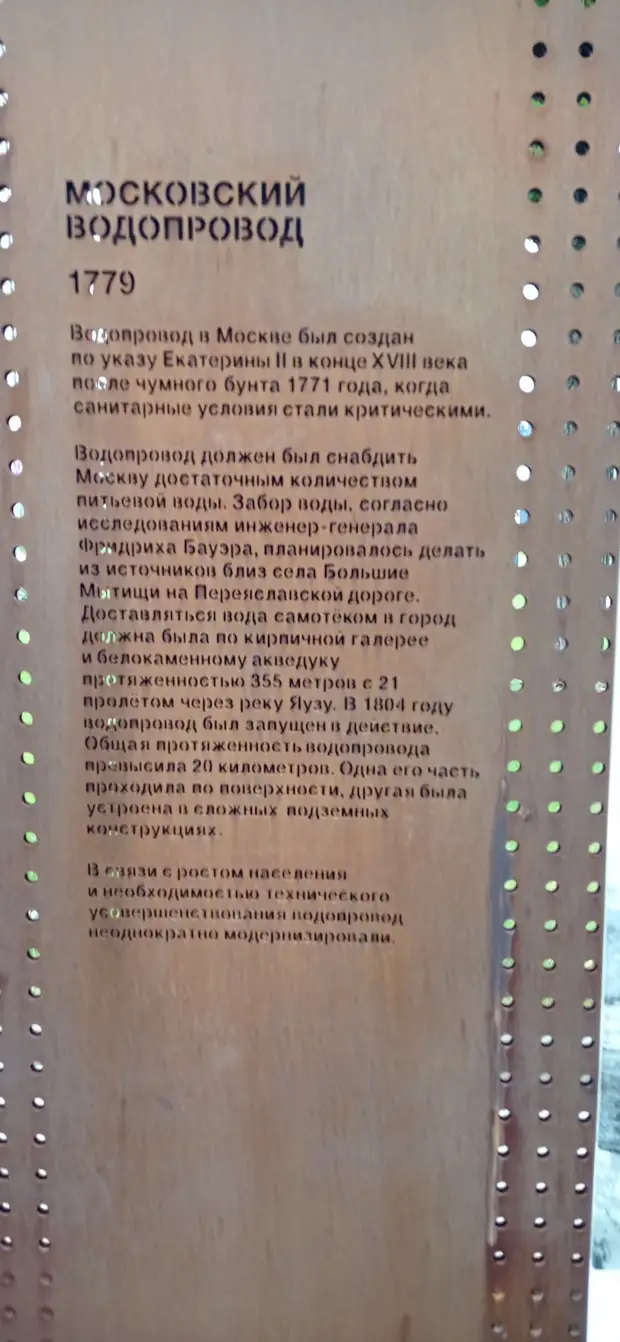 МОСКОВСКИЙ
ВОДОПРОВОД
1779
Водопровод в Москве был создан
по указу Екатерины II в конце XVIII века
после чумного бунта 1771 года, когда
санитарные условия стали критическими.
Водопровод должен был снабдить
Москву достаточным количеством
питьевой воды. Забор воды, согласно
исследованиям инженер-генерала
Фридриха Бауэра, планировалось делать
из источников близ села Большие
Мытищи на Переяславской дороге.
Доставляться вода самотёком в город
должна была по кирпичной галерее
и белокаменному акведуку
протяженностью 355 метров с 21
пролётом через реку Яузу. В 1804 году
водопровод был запущен в действие.
Общая протяженность водопровода
превысила 20 километров. Одна его часть
проходила по поверхности, другая была
устроена в сложных подземных
конструкциях.
В связи с ростом населения
и необходимостью технического
усовершенствования водопровод
неоднократно модернизировали.